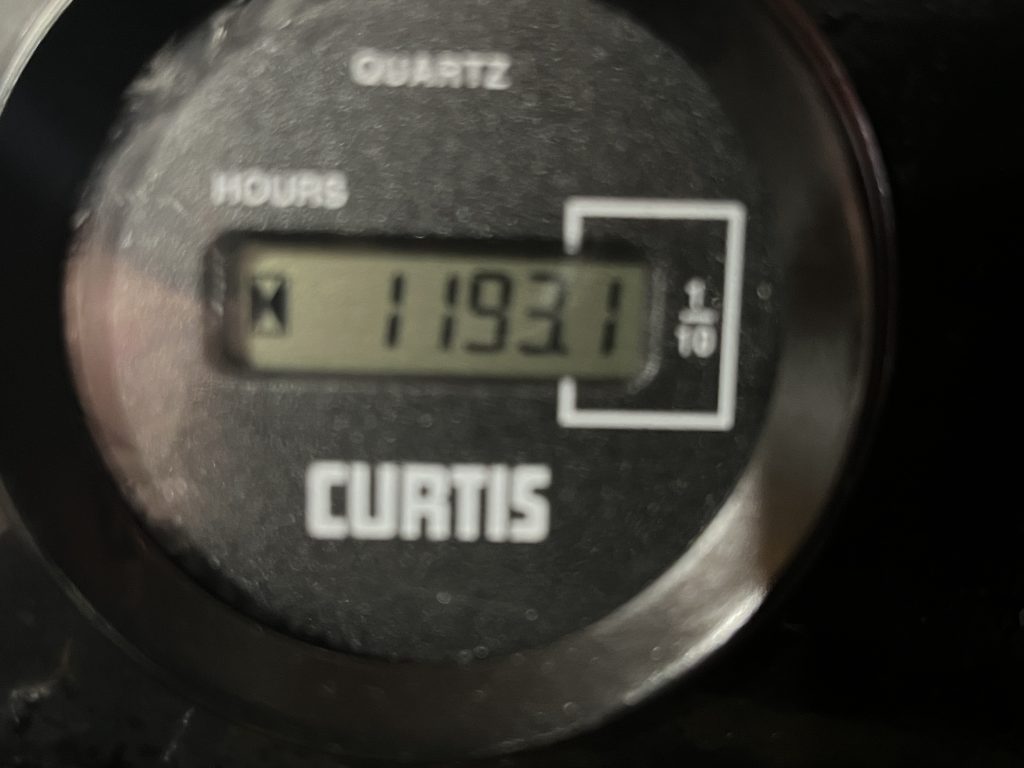 QUARTZ
HOURS
1193.1
1
10
CURTIS